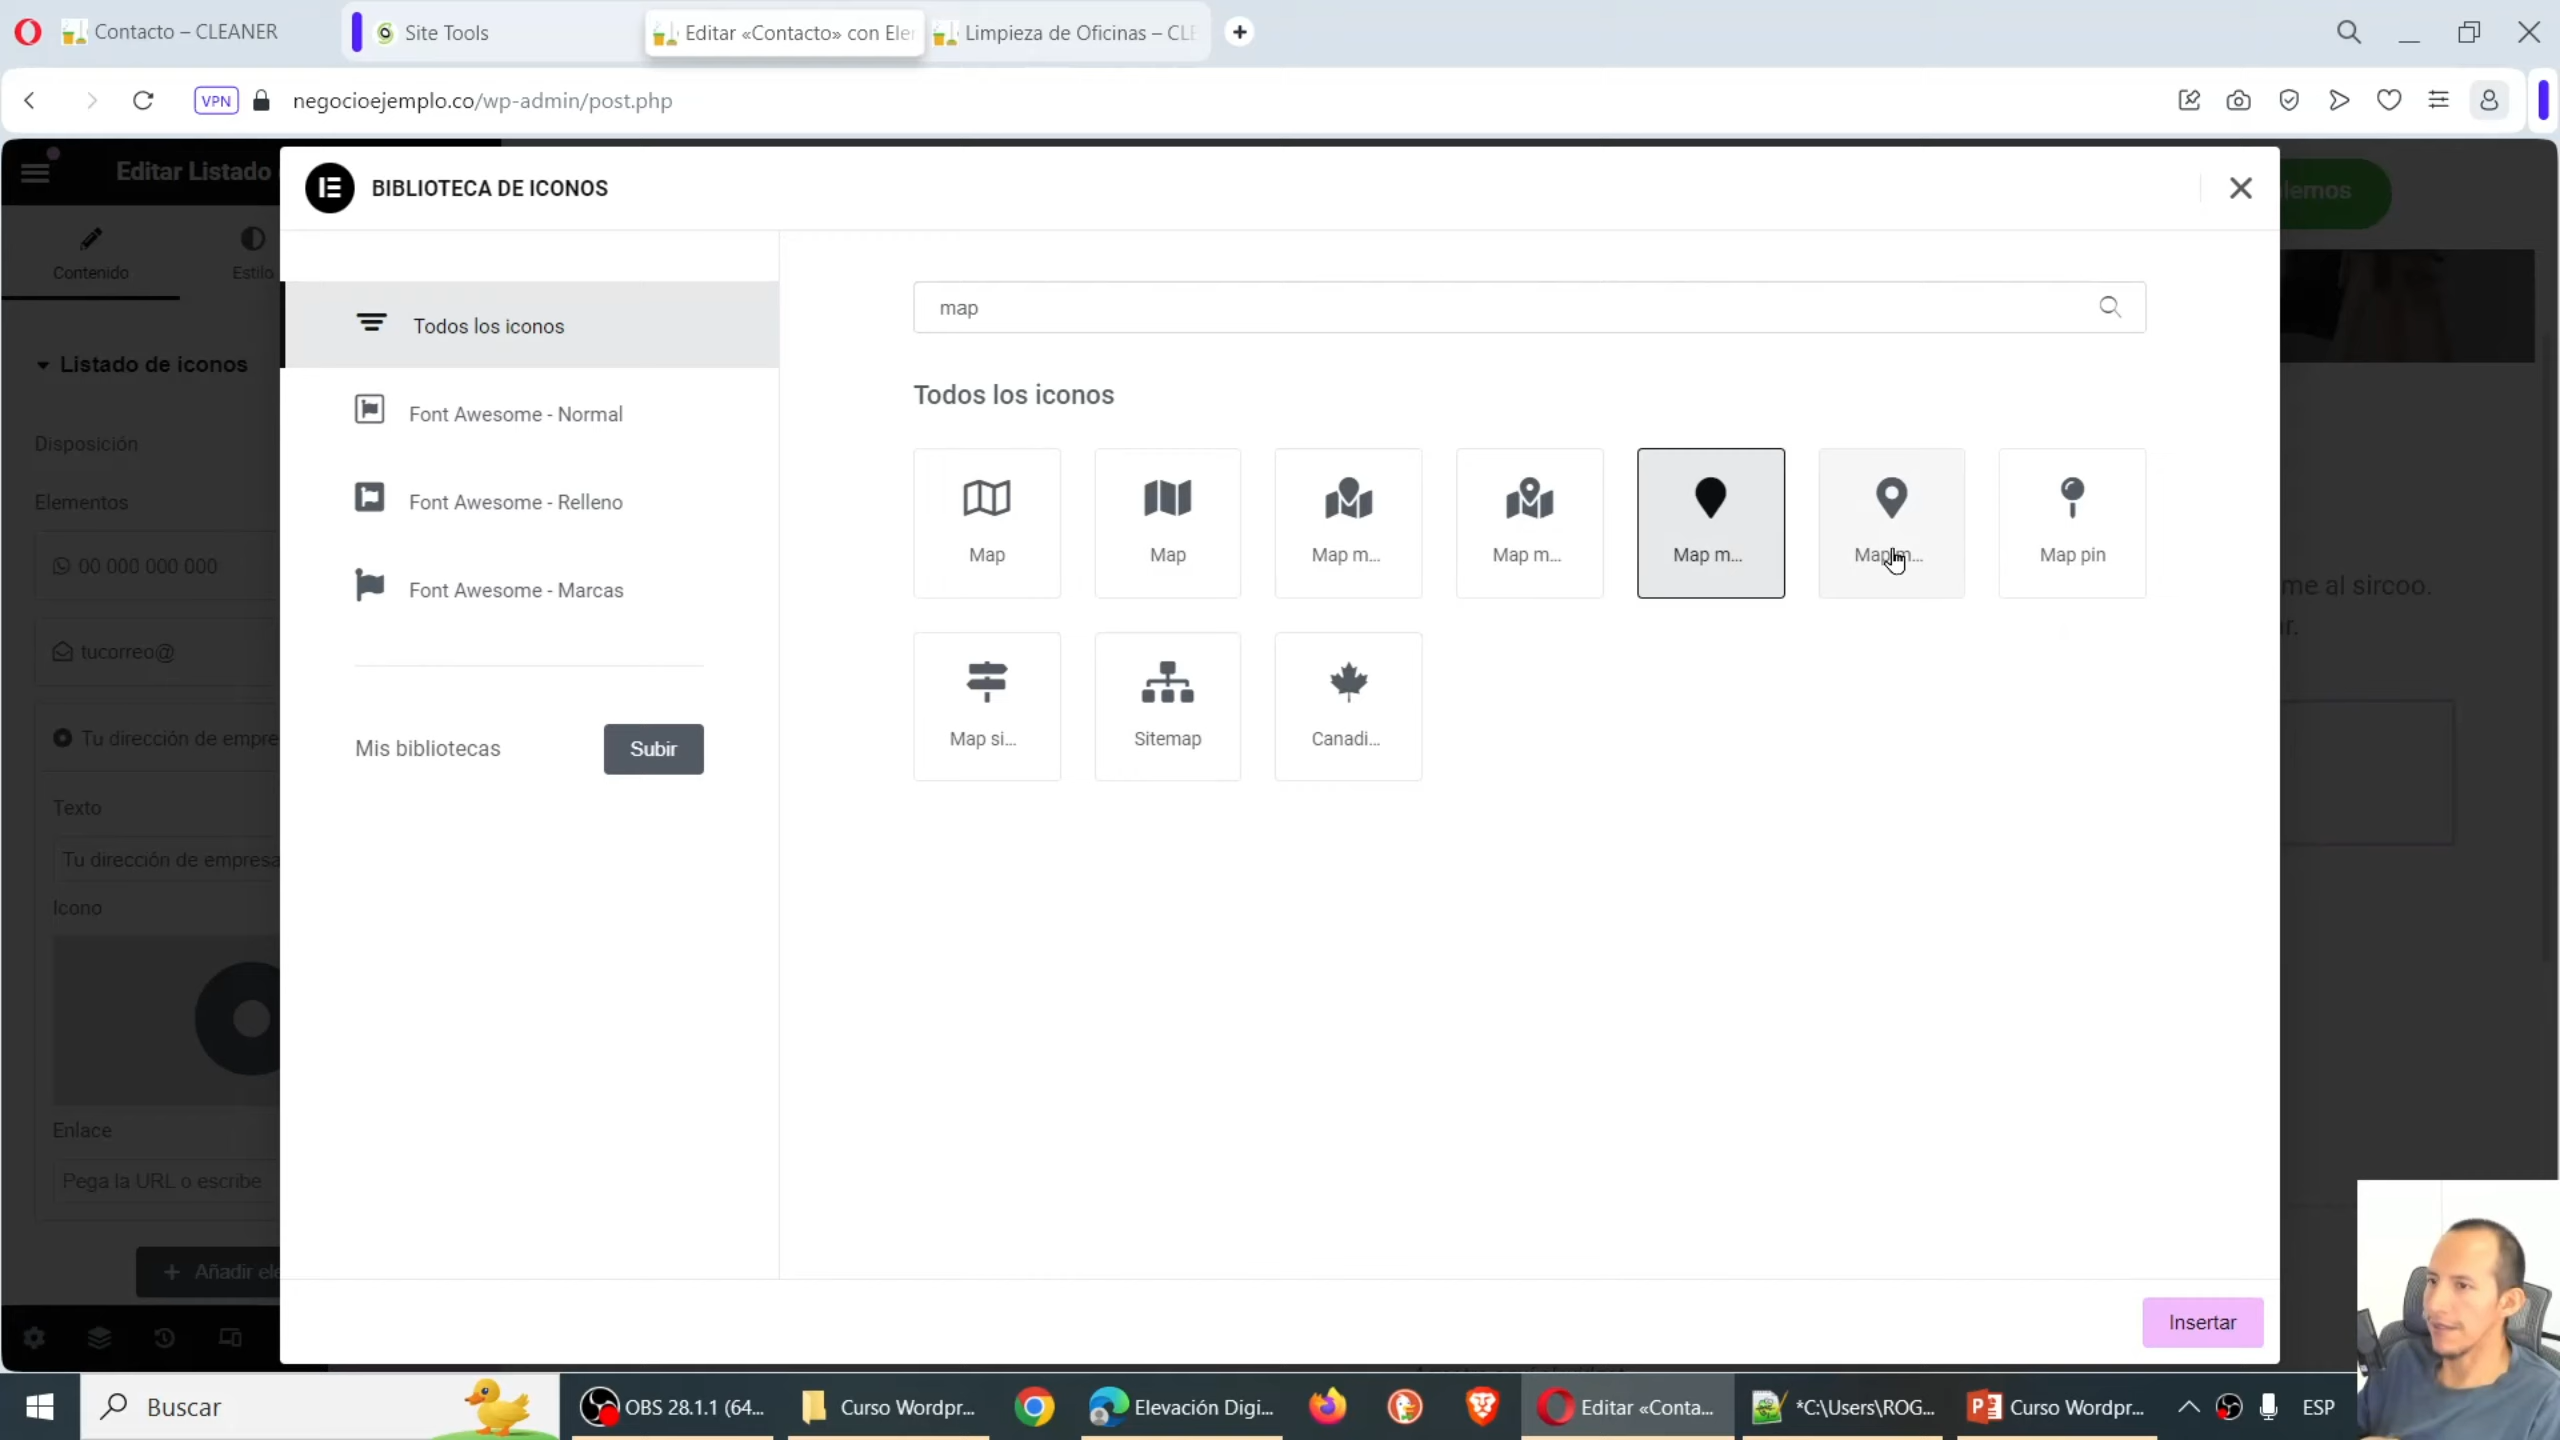 Contacto – CLEANER
Site Tools
Editar «Contacto» con Eler
Limpieza de Oficinas – CLE
VPN
negocioejemplo.co/wp-admin/post.php
Editar Listado
BIBLIOTECA DE ICONOS
lemos
Contenido
Estilo
Todos los iconos
map
Listado de iconos
Todos los iconos
Font Awesome - Normal
Disposición
Elementos
Font Awesome - Relleno
00 000 000 000
Map
Map
Map m...
Map m...
Map m...
Map m...
Map pin
Font Awesome - Marcas
me al sircoo.
r.
tucorreo@
Tu dirección de empre
Mis bibliotecas
Subir
Map si...
Sitemap
Canadi...
Texto
Tu dirección de empresa
Icono
Enlace
Pega la URL o escribe
+ Añadir ele
Insertar
Buscar
OBS 28.1.1 (64...
Curso Wordpr...
Elevación Digi...
Editar «Conta...
*C:\Users\ROG...
Curso Wordpr...
ESP